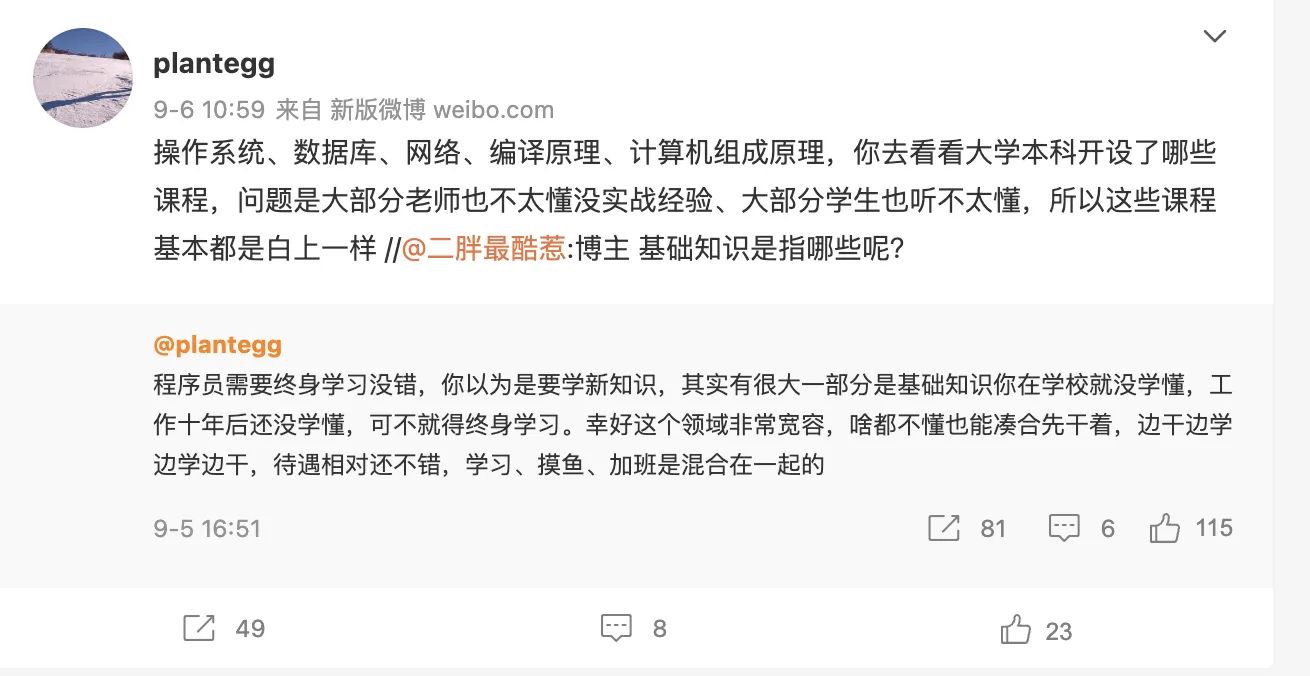 plantegg
9-6 10:59 来自 新版微博 weibo.com
操作系统、数据库、网络、编译原理、计算机组成原理，你去看看大学本科开设了哪些
课程，问题是大部分老师也不太懂没实战经验、大部分学生也听不太懂，所以这些课程
基本都是白上一样 //@二胖最酷惹:博主 基础知识是指哪些呢？
@plantegg
程序员需要终身学习没错，你以为是要学新知识，其实有很大一部分是基础知识你在学校就没学懂，工
作十年后还没学懂，可不就得终身学习。幸好这个领域非常宽容，啥都不懂也能凑合先干着，边干边学
边学边干，待遇相对还不错，学习、摸鱼、加班是混合在一起的
9-5 16:51 81 6 115
49 8 23